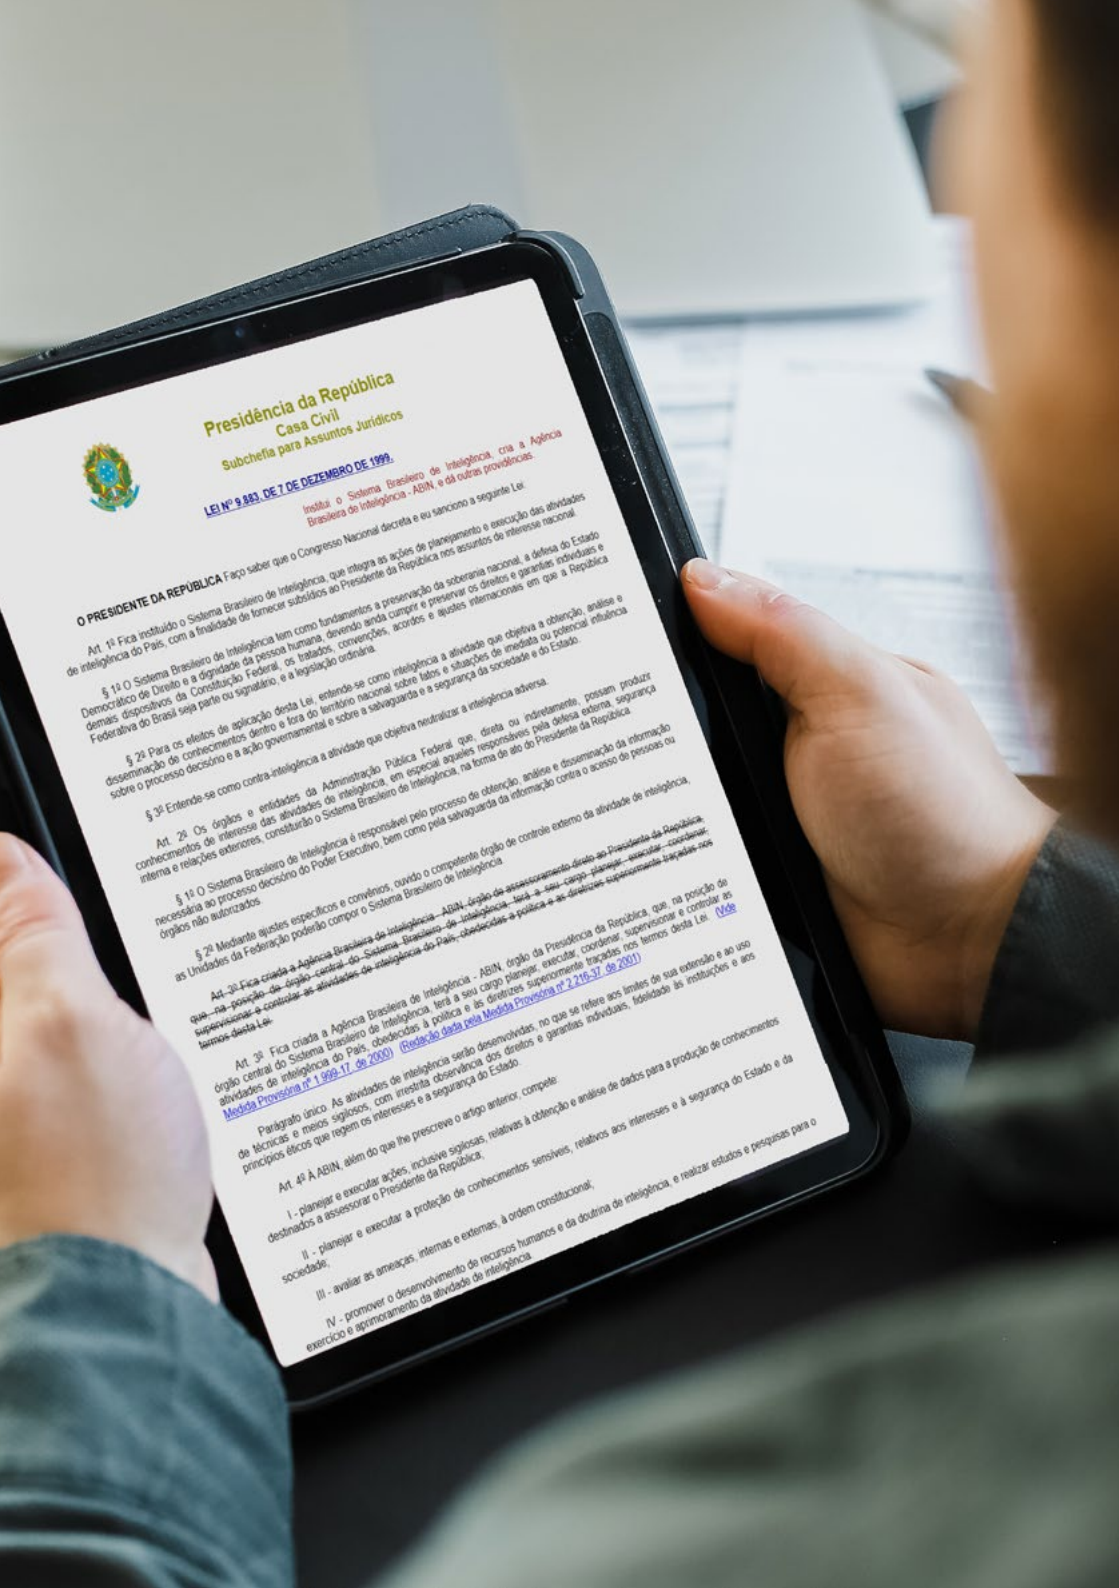 Presidência da República
Casa Civil
Subchefia para Assuntos Jurídicos
LEI Nº 9.883, DE 7 DE DEZEMBRO DE 1999.
Institui o Sistema Brasileiro de Inteligência, cria a Agência
Brasileira de Inteligência - ABIN, e dá outras providências.
O PRESIDENTE DA REPÚBLICA Faço saber que o Congresso Nacional decreta e eu sanciono a seguinte Lei:
Art. 1º Fica instituído o Sistema Brasileiro de Inteligência, que integra as ações de planejamento e execução das atividades
de inteligência do País, com a finalidade de fornecer subsídios ao Presidente da República nos assuntos de interesse nacional.
§ 1º O Sistema Brasileiro de Inteligência tem como fundamentos a preservação da soberania nacional, a defesa do Estado
Democrático de Direito e a dignidade da pessoa humana, devendo ainda cumprir e preservar os direitos e garantias individuais e
demais dispositivos da Constituição Federal, os tratados, convenções, acordos e ajustes internacionais em que a República
Federativa do Brasil seja parte ou signatário, e a legislação ordinária.
§ 2º Para os efeitos de aplicação desta Lei, entende-se como inteligência a atividade que objetiva a obtenção, análise e
disseminação de conhecimentos dentro e fora do território nacional sobre fatos e situações de imediata ou potencial influência
sobre o processo decisório e a ação governamental e sobre a salvaguarda e a segurança da sociedade e do Estado.
§ 3º Entende-se como contra-inteligência a atividade que objetiva neutralizar a inteligência adversa.
Art. 2º Os órgãos e entidades da Administração Pública Federal que, direta ou indiretamente, possam produzir
conhecimentos de interesse das atividades de inteligência, em especial aqueles responsáveis pela defesa externa, segurança
interna e relações exteriores, constituirão o Sistema Brasileiro de Inteligência, na forma de ato do Presidente da República.
§ 1º O Sistema Brasileiro de Inteligência é responsável pelo processo de obtenção, análise e disseminação da informação
necessária ao processo decisório do Poder Executivo, bem como pela salvaguarda da informação contra o acesso de pessoas ou
órgãos não autorizados.
§ 2º Mediante ajustes específicos e convênios, ouvido o competente órgão de controle externo da atividade de inteligência,
as Unidades da Federação poderão compor o Sistema Brasileiro de Inteligência.
Art. 3º Fica criada a Agência Brasileira de Inteligência - ABIN, órgão de assessoramento direto ao Presidente da República,
que, na posição de órgão central do Sistema Brasileiro de Inteligência, terá a seu cargo planejar, executar, coordenar,
supervisionar e controlar as atividades de inteligência do País, obedecidas a política e as diretrizes superiormente traçadas nos
termos desta Lei.
Art. 3º Fica criada a Agência Brasileira de Inteligência - ABIN, órgão da Presidência da República, que, na posição de
órgão central do Sistema Brasileiro de Inteligência, terá a seu cargo planejar, executar, coordenar, supervisionar e controlar as
atividades de inteligência do País, obedecidas à política e às diretrizes superiormente traçadas nos termos desta Lei. (Vide
Medida Provisória nº 1.999-17, de 2000) (Redação dada pela Medida Provisória nº 2.216-37, de 2001)
Parágrafo único. As atividades de inteligência serão desenvolvidas, no que se refere aos limites de sua extensão e ao uso
de técnicas e meios sigilosos, com irrestrita observância dos direitos e garantias individuais, fidelidade às instituições e aos
princípios éticos que regem os interesses e a segurança do Estado.
Art. 4º À ABIN, além do que lhe prescreve o artigo anterior, compete:
I - planejar e executar ações, inclusive sigilosas, relativas à obtenção e análise de dados para a produção de conhecimentos
destinados a assessorar o Presidente da República;
II - planejar e executar a proteção de conhecimentos sensíveis, relativos aos interesses e à segurança do Estado e da
sociedade;
III - avaliar as ameaças, internas e externas, à ordem constitucional;
IV - promover o desenvolvimento de recursos humanos e da doutrina de inteligência, e realizar estudos e pesquisas para o
exercício e aprimoramento da atividade de inteligência.